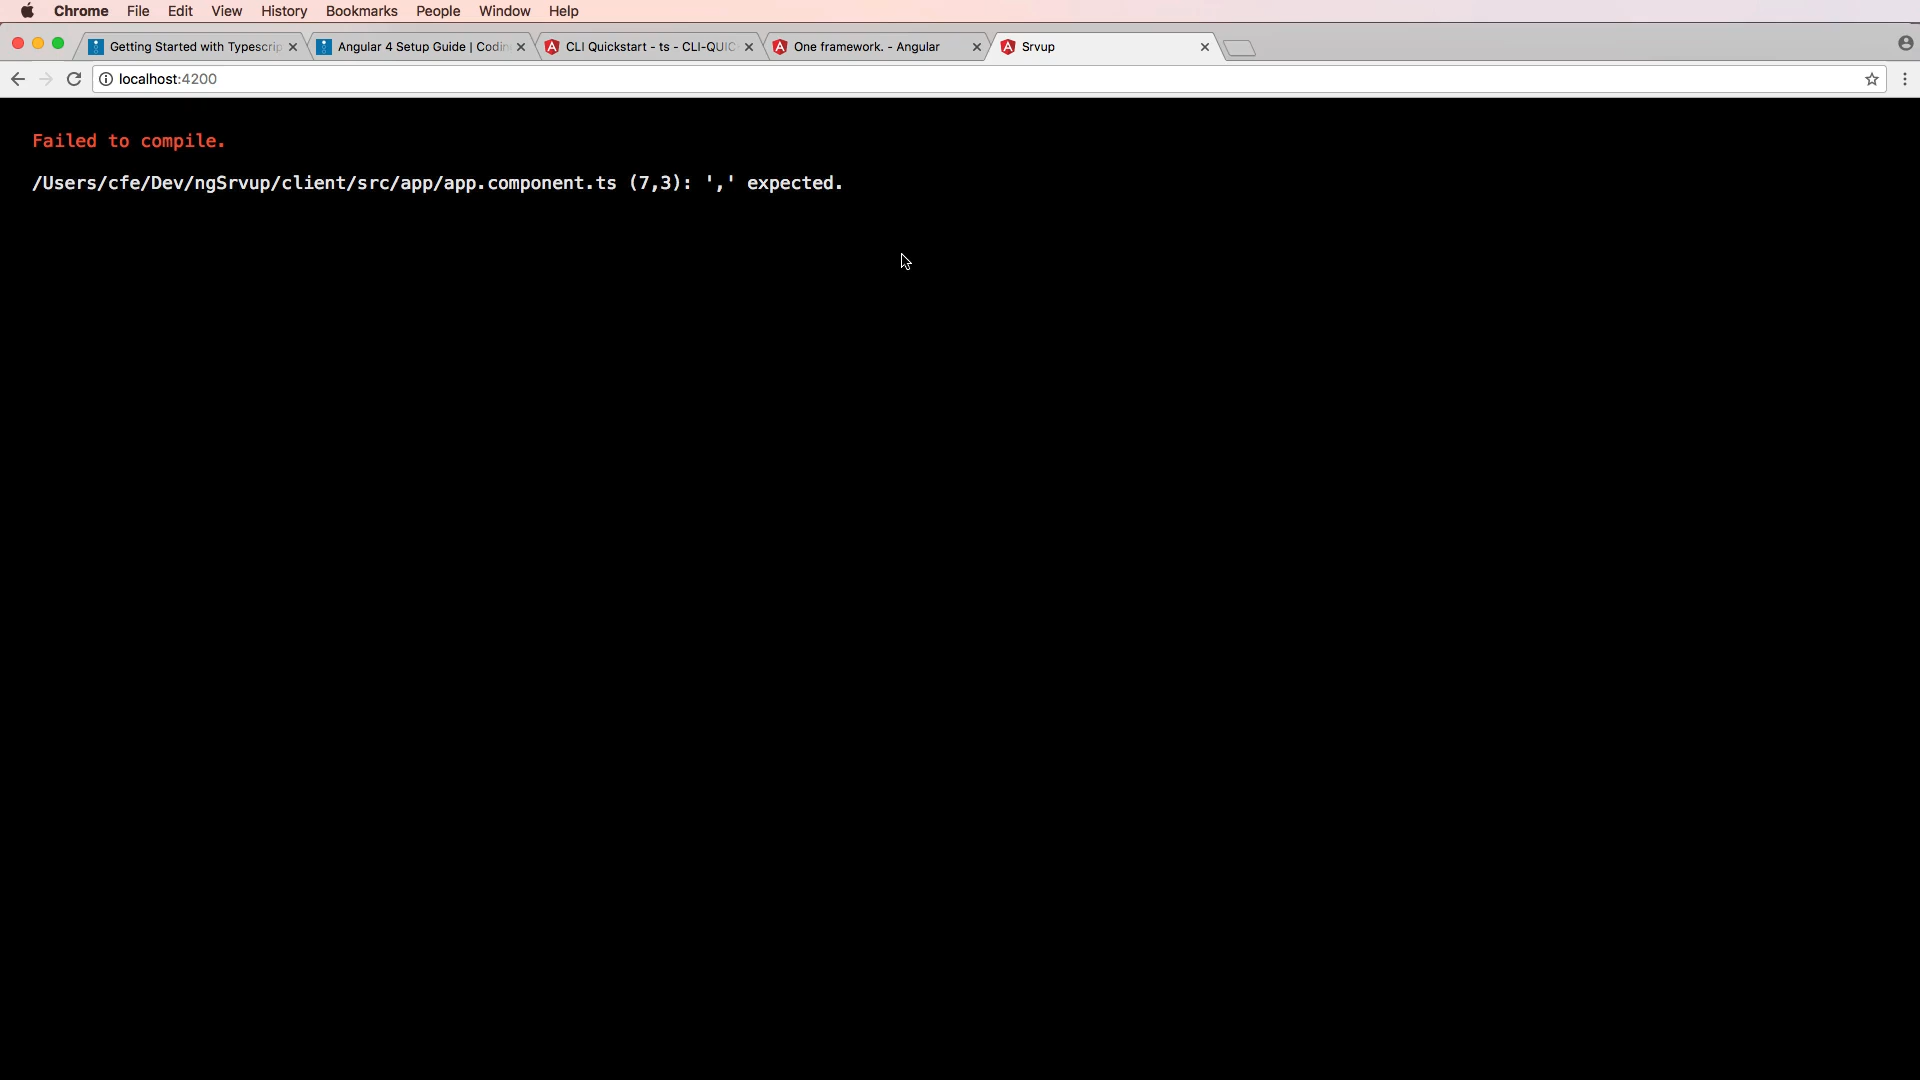 Chrome File Edit View History Bookmarks People Window Help
Getting Started with Typescrip Angular 4 Setup Guide | Codin CLI Quickstart - ts - CLI-QUIC One framework. - Angular Srvup
localhost:4200
Failed to compile.
/Users/cfe/Dev/ngSrvup/client/src/app/app.component.ts (7,3): ',' expected.